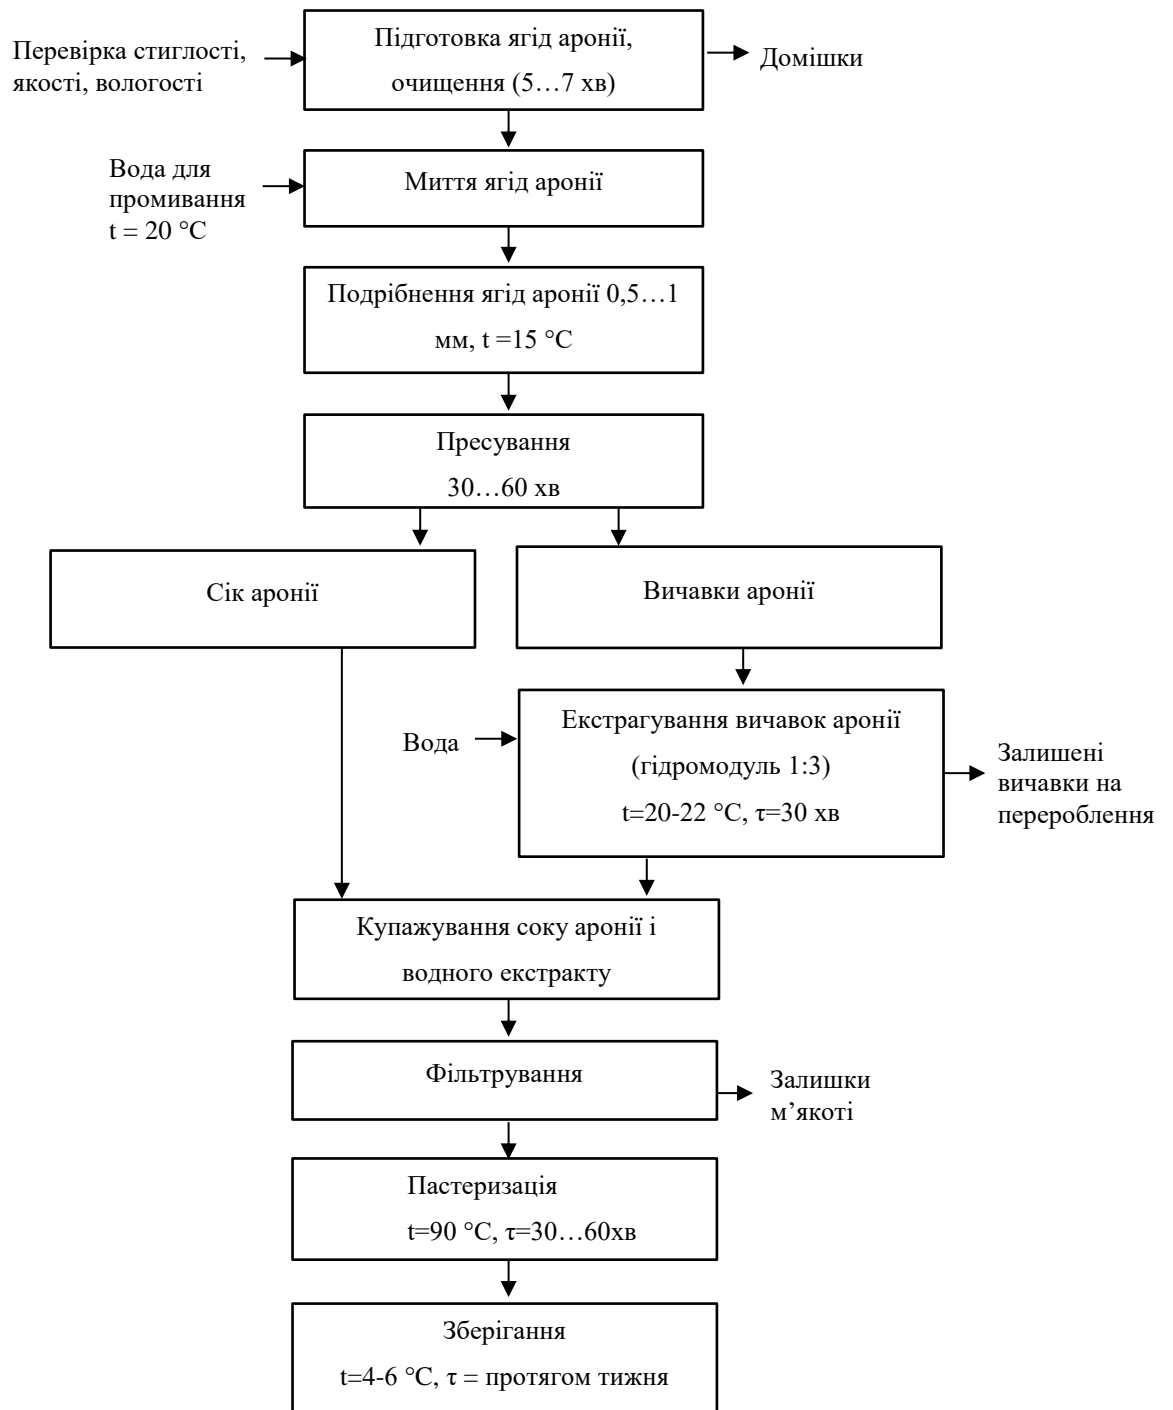 Перевірка стиглості,
якості, вологості
Підготовка ягід аронії,
очищення (5…7 хв)
Домішки
Вода для
промивання
t = 20 °C
Миття ягід аронії
Подрібнення ягід аронії 0,5…1
мм, t =15 °C
Пресування
30…60 хв
Сік аронії
Вичавки аронії
Вода
Екстрагування вичавок аронії
(гідромодуль 1:3)
t=20-22 °C, τ=30 хв
Залишені
вичавки на
перероблення
Купажування соку аронії і
водного екстракту
Фільтрування
Залишки
м’якоті
Пастеризація
t=90 °C, τ=30…60хв
Зберігання
t=4-6 °C, τ = протягом тижня